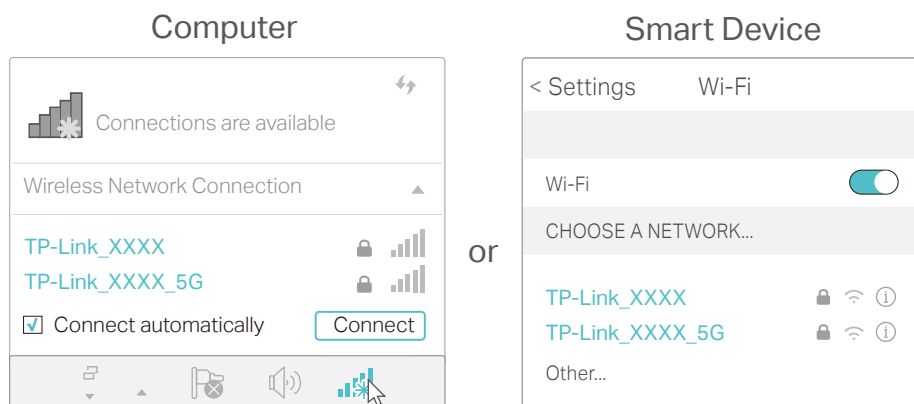 Computer
Connections are available
Wireless Network Connection
TP-Link_XXXX
TP-Link_XXXX_5G
Connect automatically
Connect
or
Smart Device
< Settings Wi-Fi
Wi-Fi
CHOOSE A NETWORK...
TP-Link_XXXX
TP-Link_XXXX_5G
Other...